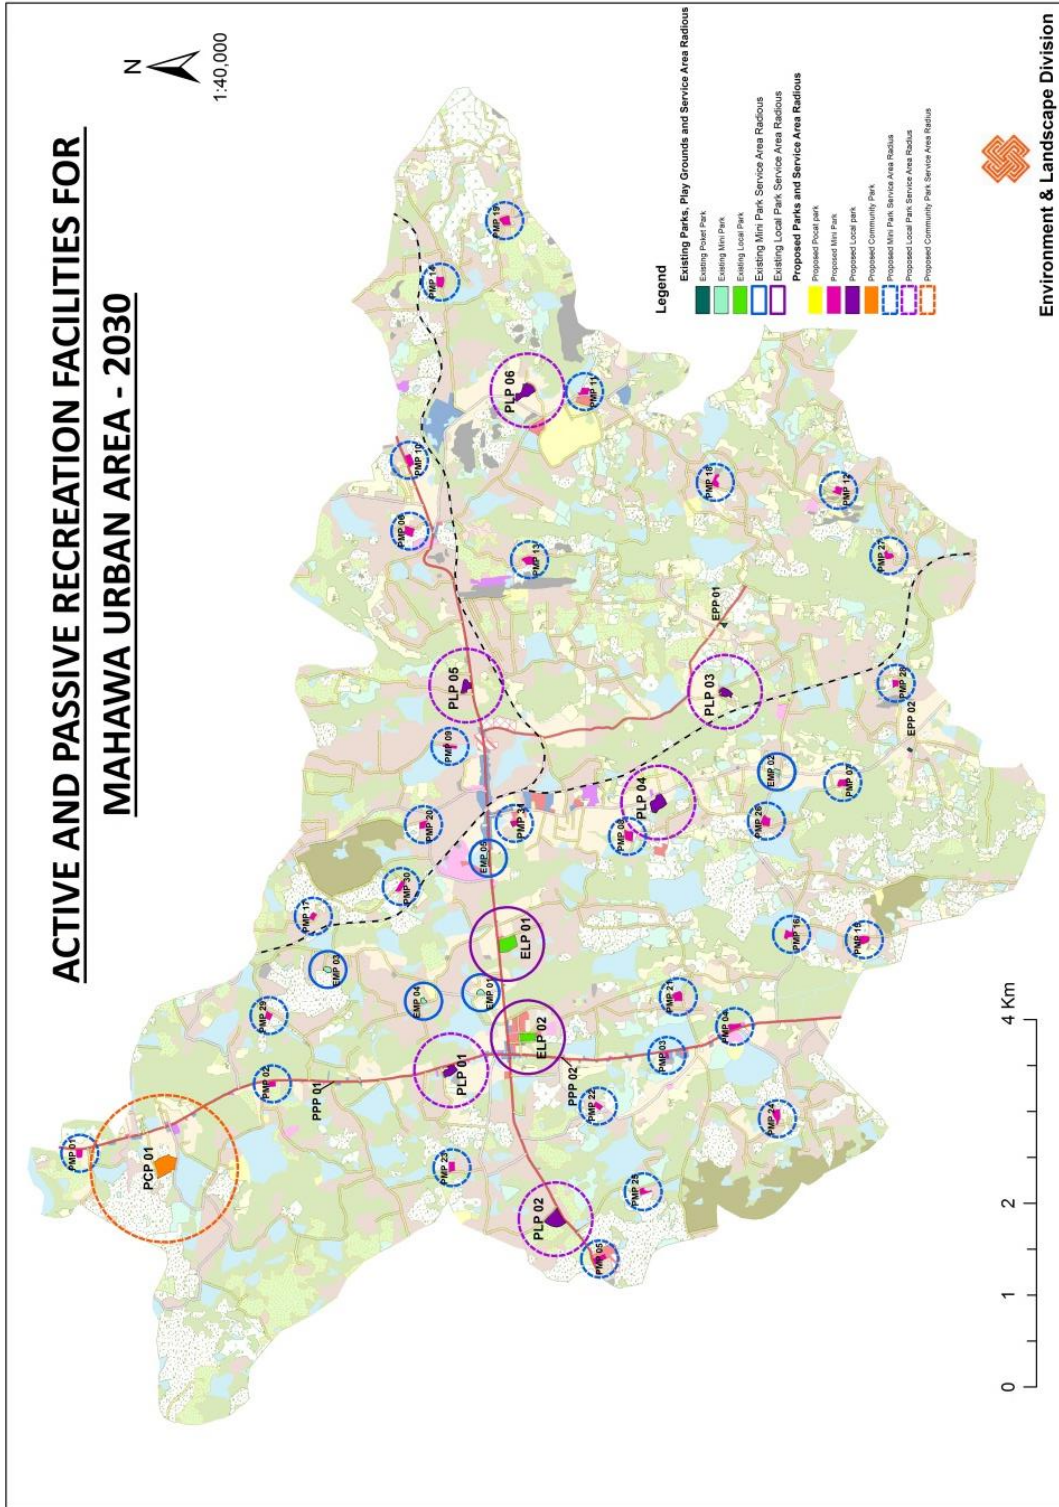 ACTIVE AND PASSIVE RECREATION FACILITIES FOR
MAHAWA URBAN AREA - 2030
N
1:40,000
PMP 01
PCP 01
PMP 02
PMP 29
PPP 01
PMP 17
EMP 03
PMP 30
PMP 20
EMP 04
EMP 01
PMP 23
PLP 01
PMP 09
PLP 05
EMP 05
PMP 31
ELP 01
ELP 02
PLP 02
PMP 05
PMP 25
PMP 22
PPP 02
PMP 03
PMP 21
PMP 04
PMP 24
PMP 08
PLP 04
PLP 03
EPP 01
PMP 06
PMP 10
PMP 13
PMP 14
PMP 19
PLP 06
PMP 11
PMP 18
PMP 12
PMP 27
PMP 28
EPP 02
EMP 02
PMP 07
PMP 26
PMP 16
PMP 15
Legend
Existing Parks, Play Grounds and Service Area Radious
Existing Poket Park
Existing Mini Park
Existing Local Park
Existing Mini Park Service Area Radious
Existing Local Park Service Area Radious
Proposed Parks and Service Area Radious
Proposed Pocat park
Proposed Mini Park
Proposed Local park
Proposed Community Park
Proposed Mini Park Service Area Radius
Proposed Local Park Service Area Radius
Proposed Community Park Service Area Radius
0 1 2 4 Km
Environment & Landscape Division